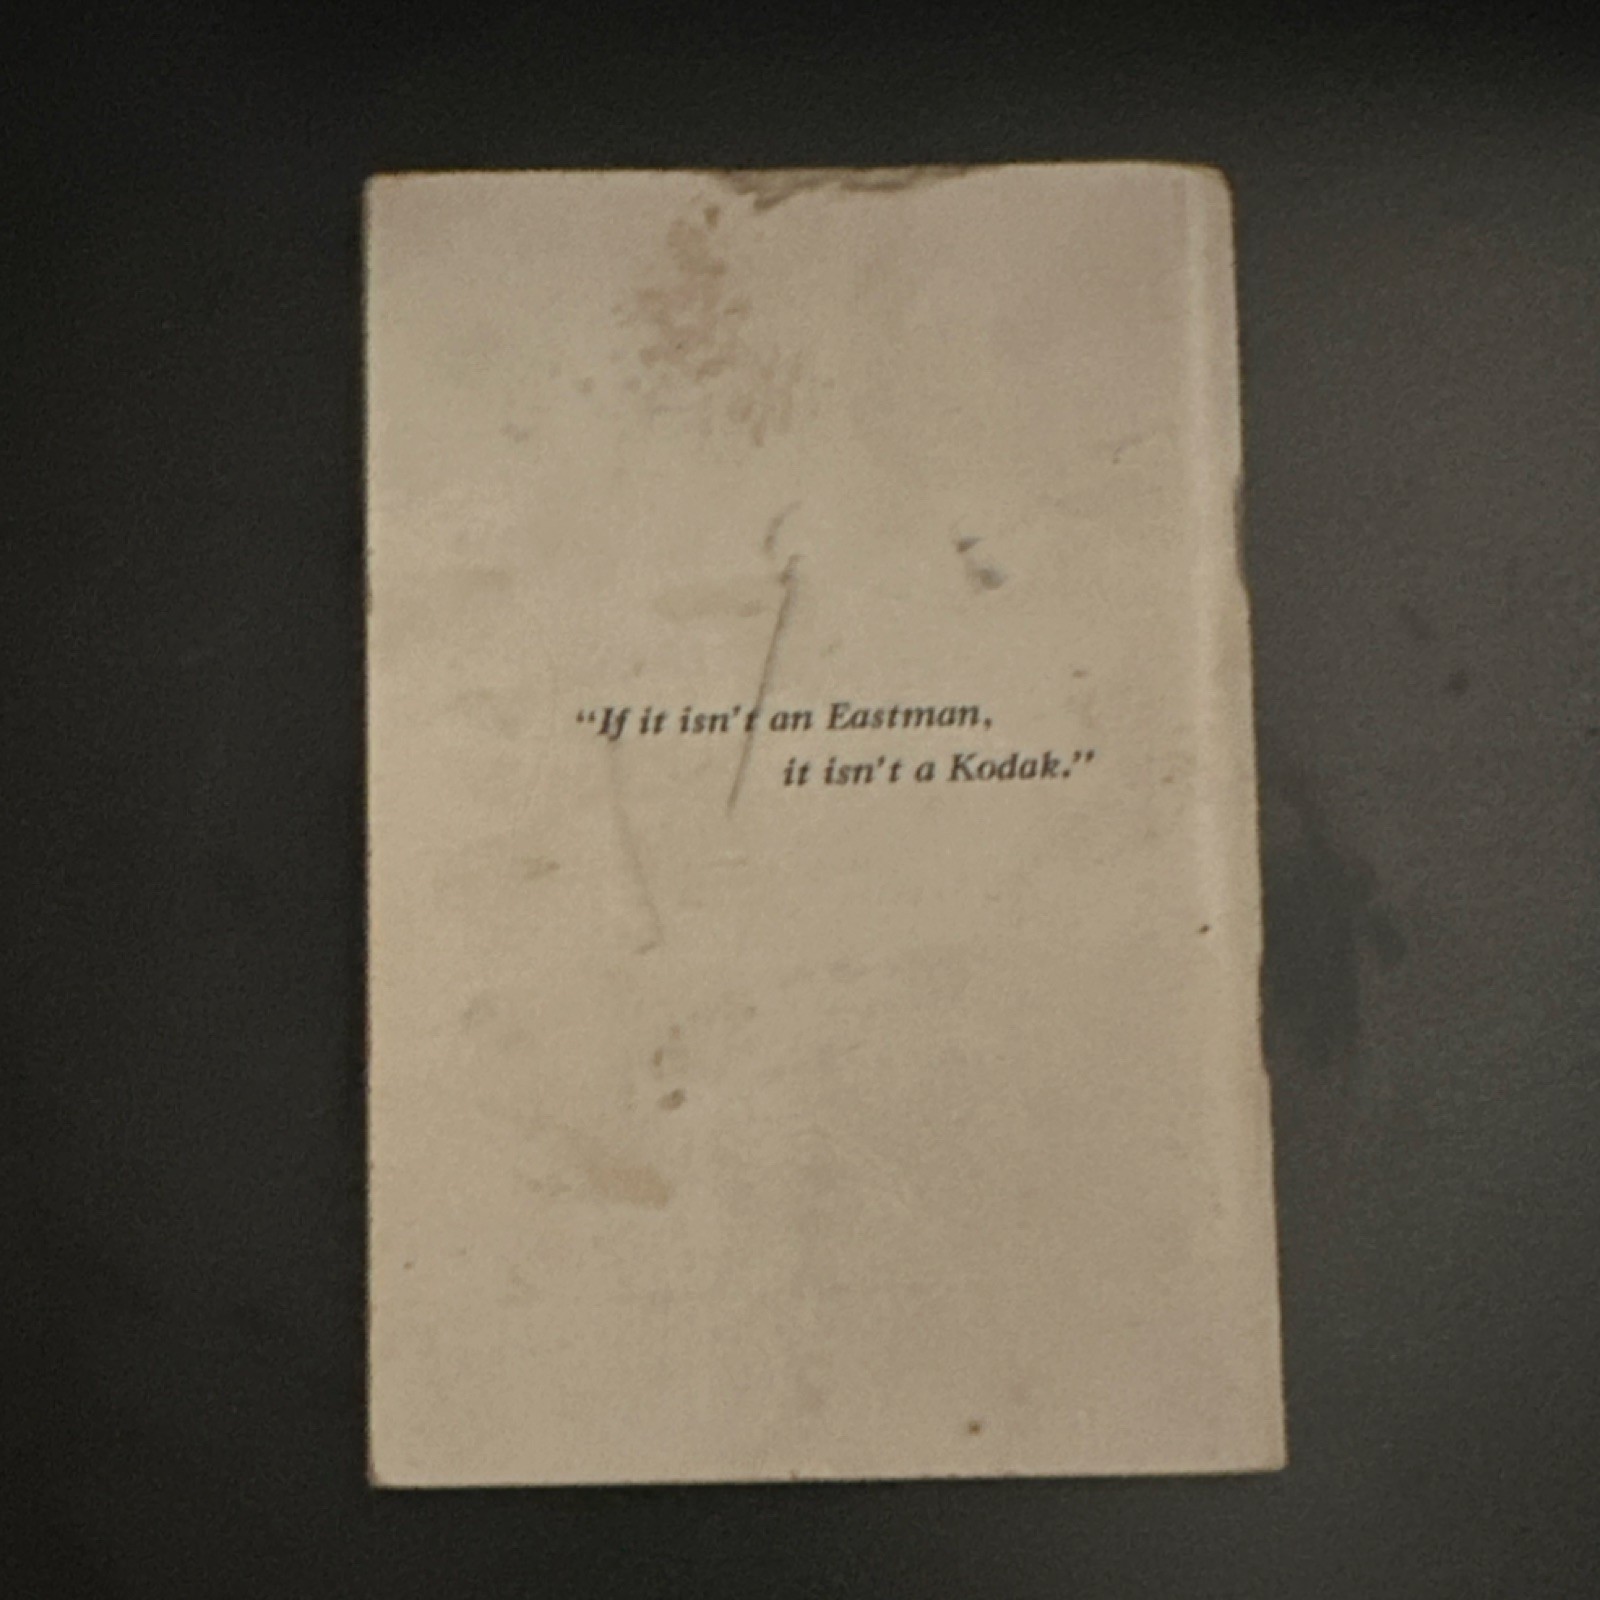 “If it isn't an Eastman,
it isn't a Kodak.”